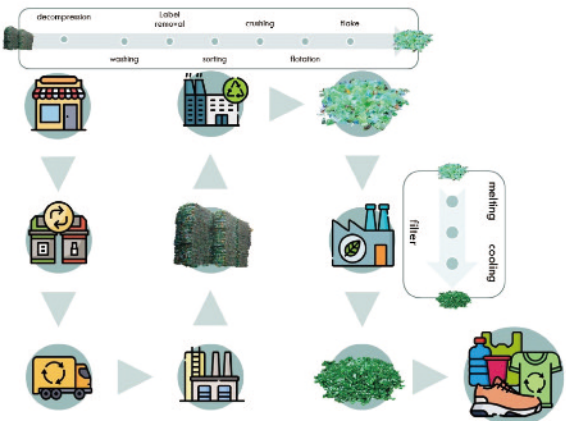 decompression
Label
removal
crushing
flake
washing
sorting
flotation
melting
filter
cooling